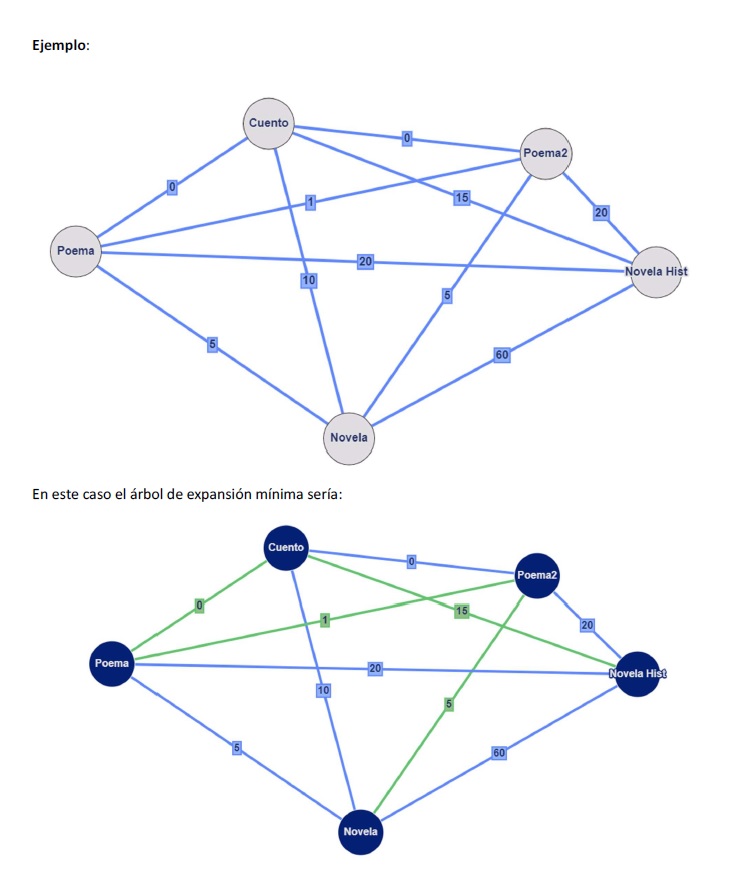 Ejemplo:
Cuento
0
Poema2
0
1
15
20
Poema
20
Novela Hist
10
5
5
60
Novela
En este caso el árbol de expansión mínima sería:
Cuento
0
Poema2
0
1
15
20
Poema
20
Novela Hist
10
5
5
60
Novela